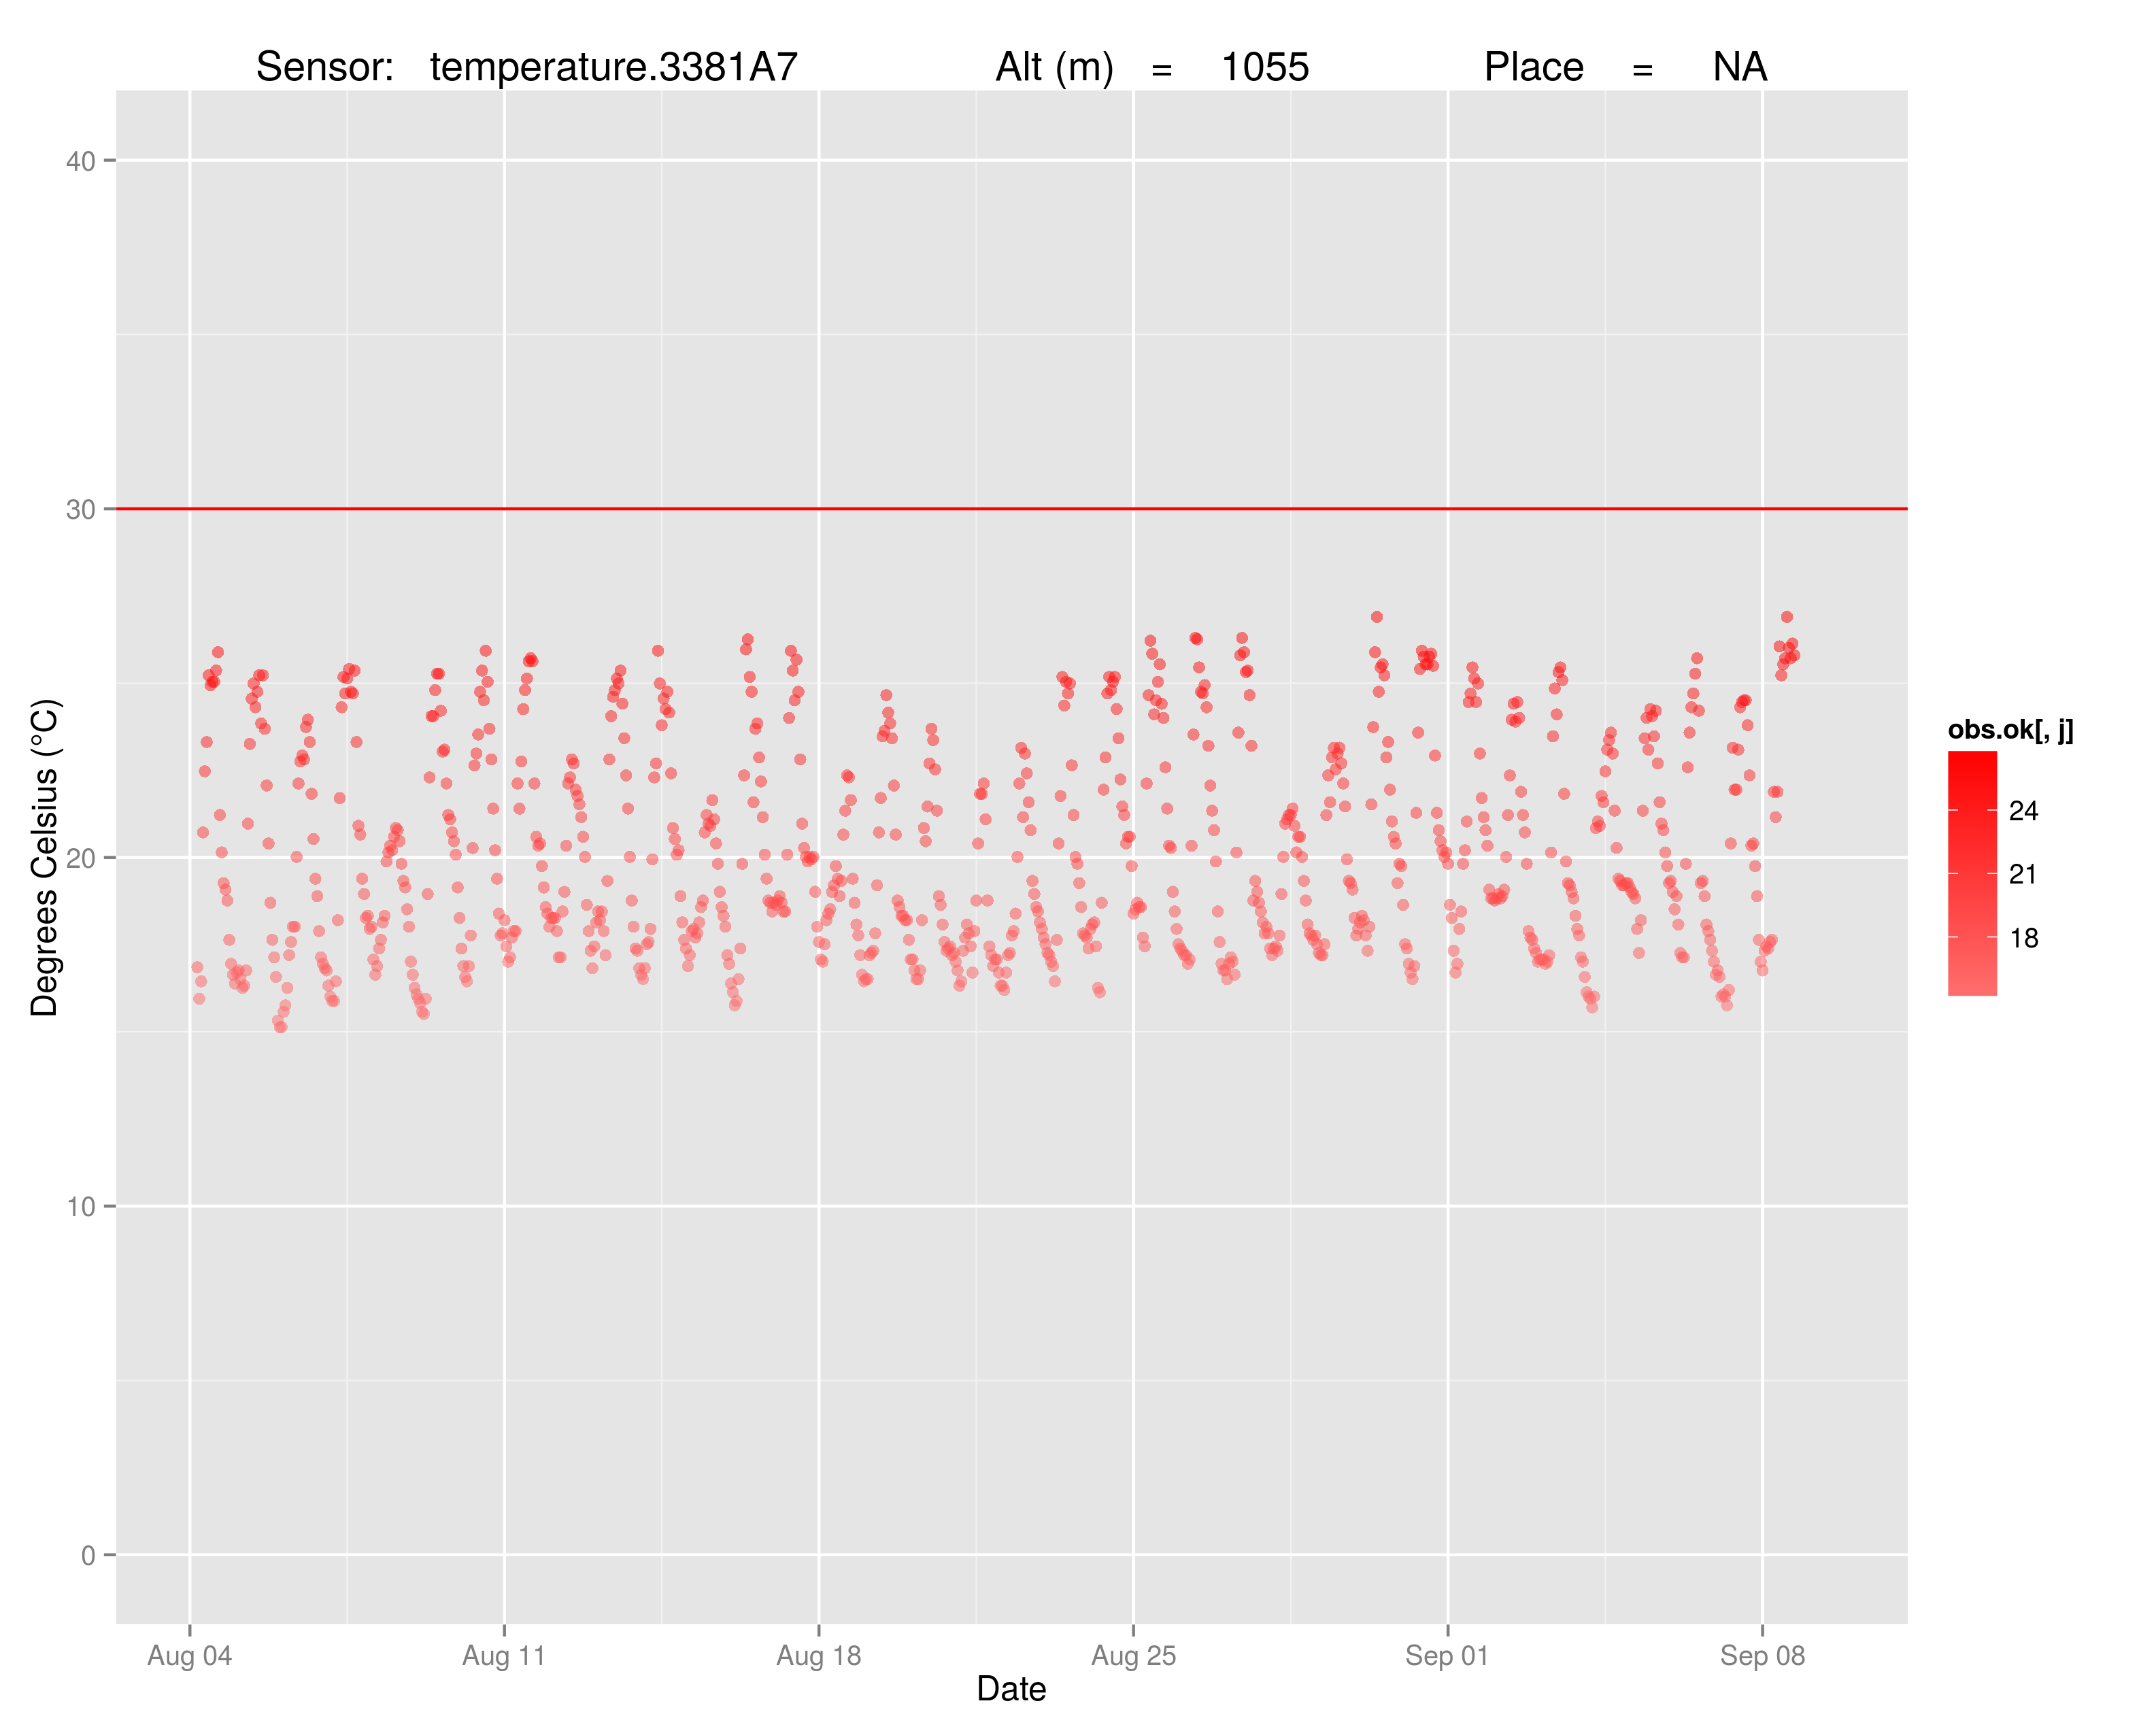 Sensor: temperature.3381A7 Alt (m) = 1055 Place = NA
Degrees Celsius (°C)
40
30
20
10
0
Aug 04 Aug 11 Aug 18 Aug 25 Sep 01 Sep 08
Date
obs.ok[, j]
24
21
18